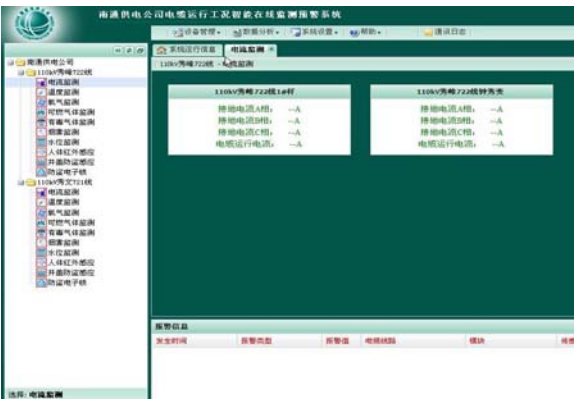 南通供电公司电缆运行工况智能在线监测预警系统
设备管理 数据分析 系统设置 帮助 通讯日志
系统运行信息 电流监测
110kV秀峰722线 - 电流监测
南通供电公司
110kV秀峰722线
电流监测
温度监测
氧气监测
可燃气体监测
有毒气体监测
烟雾监测
水位监测
人体红外感应
井盖防盗感应
防盗电子锁
110kV秀文721线
电流监测
温度监测
氧气监测
可燃气体监测
有毒气体监测
烟雾监测
水位监测
人体红外感应
井盖防盗感应
防盗电子锁
选择: 电流监测
110kV秀峰722线1#杆
接地电流A相: --A
接地电流B相: --A
接地电流C相: --A
电缆运行电流: --A
110kV秀峰722线钟秀变
接地电流A相: --A
接地电流B相: --A
接地电流C相: --A
电缆运行电流: --A
报警信息
发生时间 报警类型 报警值 电缆线路 模块